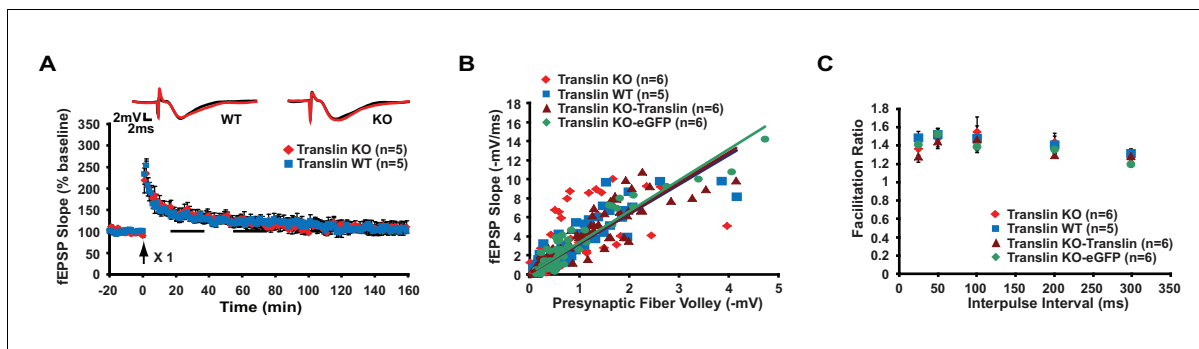 A
2mV
2ms
WT
KO
Translin KO (n=5)
Translin WT (n=5)
fEPSP Slope (% baseline)
350
300
250
200
150
100
50
0
X 1
-20 0 20 40 60 80 100 120 140 160
Time (min)
B
Translin KO (n=6)
Translin WT (n=5)
Translin KO-Translin (n=6)
Translin KO-eGFP (n=6)
fEPSP Slope (-mV/ms)
18
16
14
12
10
8
6
4
2
0
0 1 2 3 4 5
Presynaptic Fiber Volley (-mV)
C
Facilitation Ratio
1.8
1.6
1.4
1.2
1.0
0.8
0.6
0.4
0.2
0
Translin KO (n=6)
Translin WT (n=5)
Translin KO-Translin (n=6)
Translin KO-eGFP (n=6)
0 50 100 150 200 250 300 350
Interpulse Interval (ms)